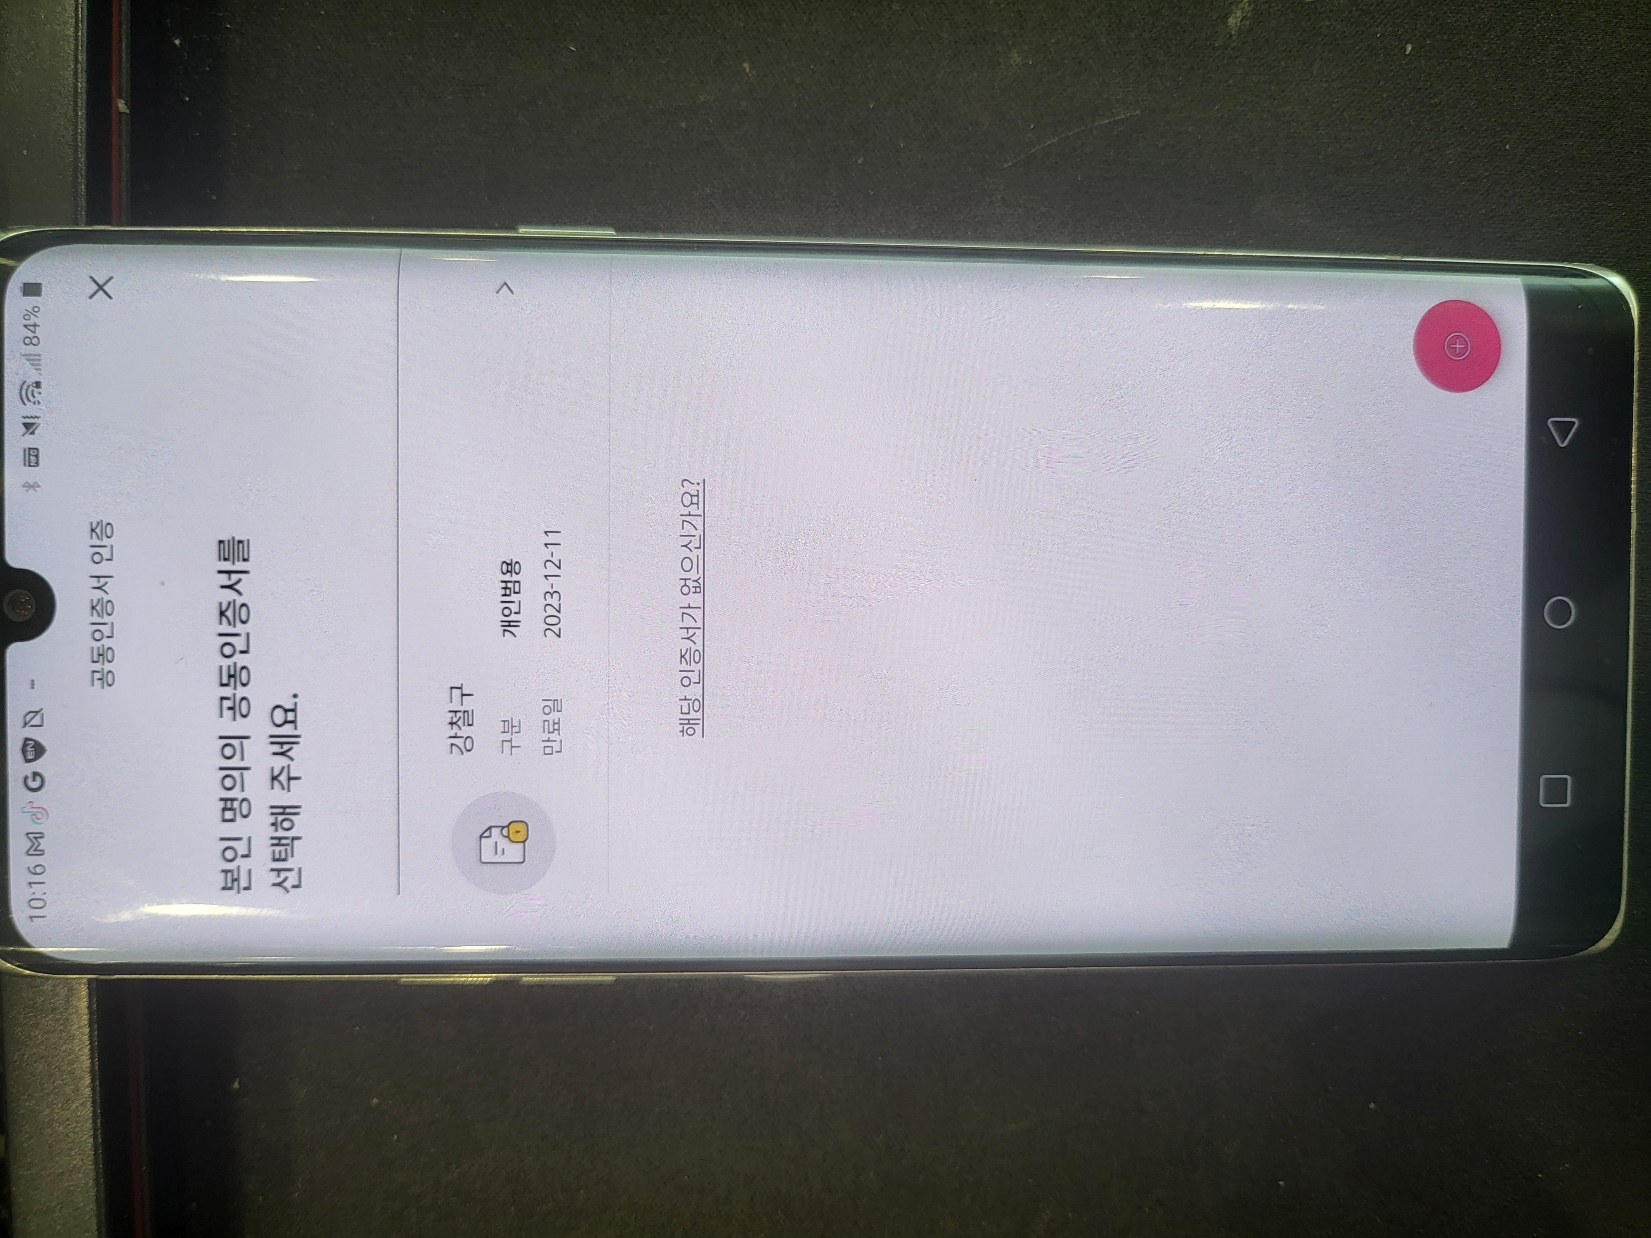 10:16
84%
공동인증서 인증
본인 명의의 공동인증서를
선택해 주세요.
강철구
구분 개인범용
만료일 2023-12-11
해당 인증서가 없으신가요?